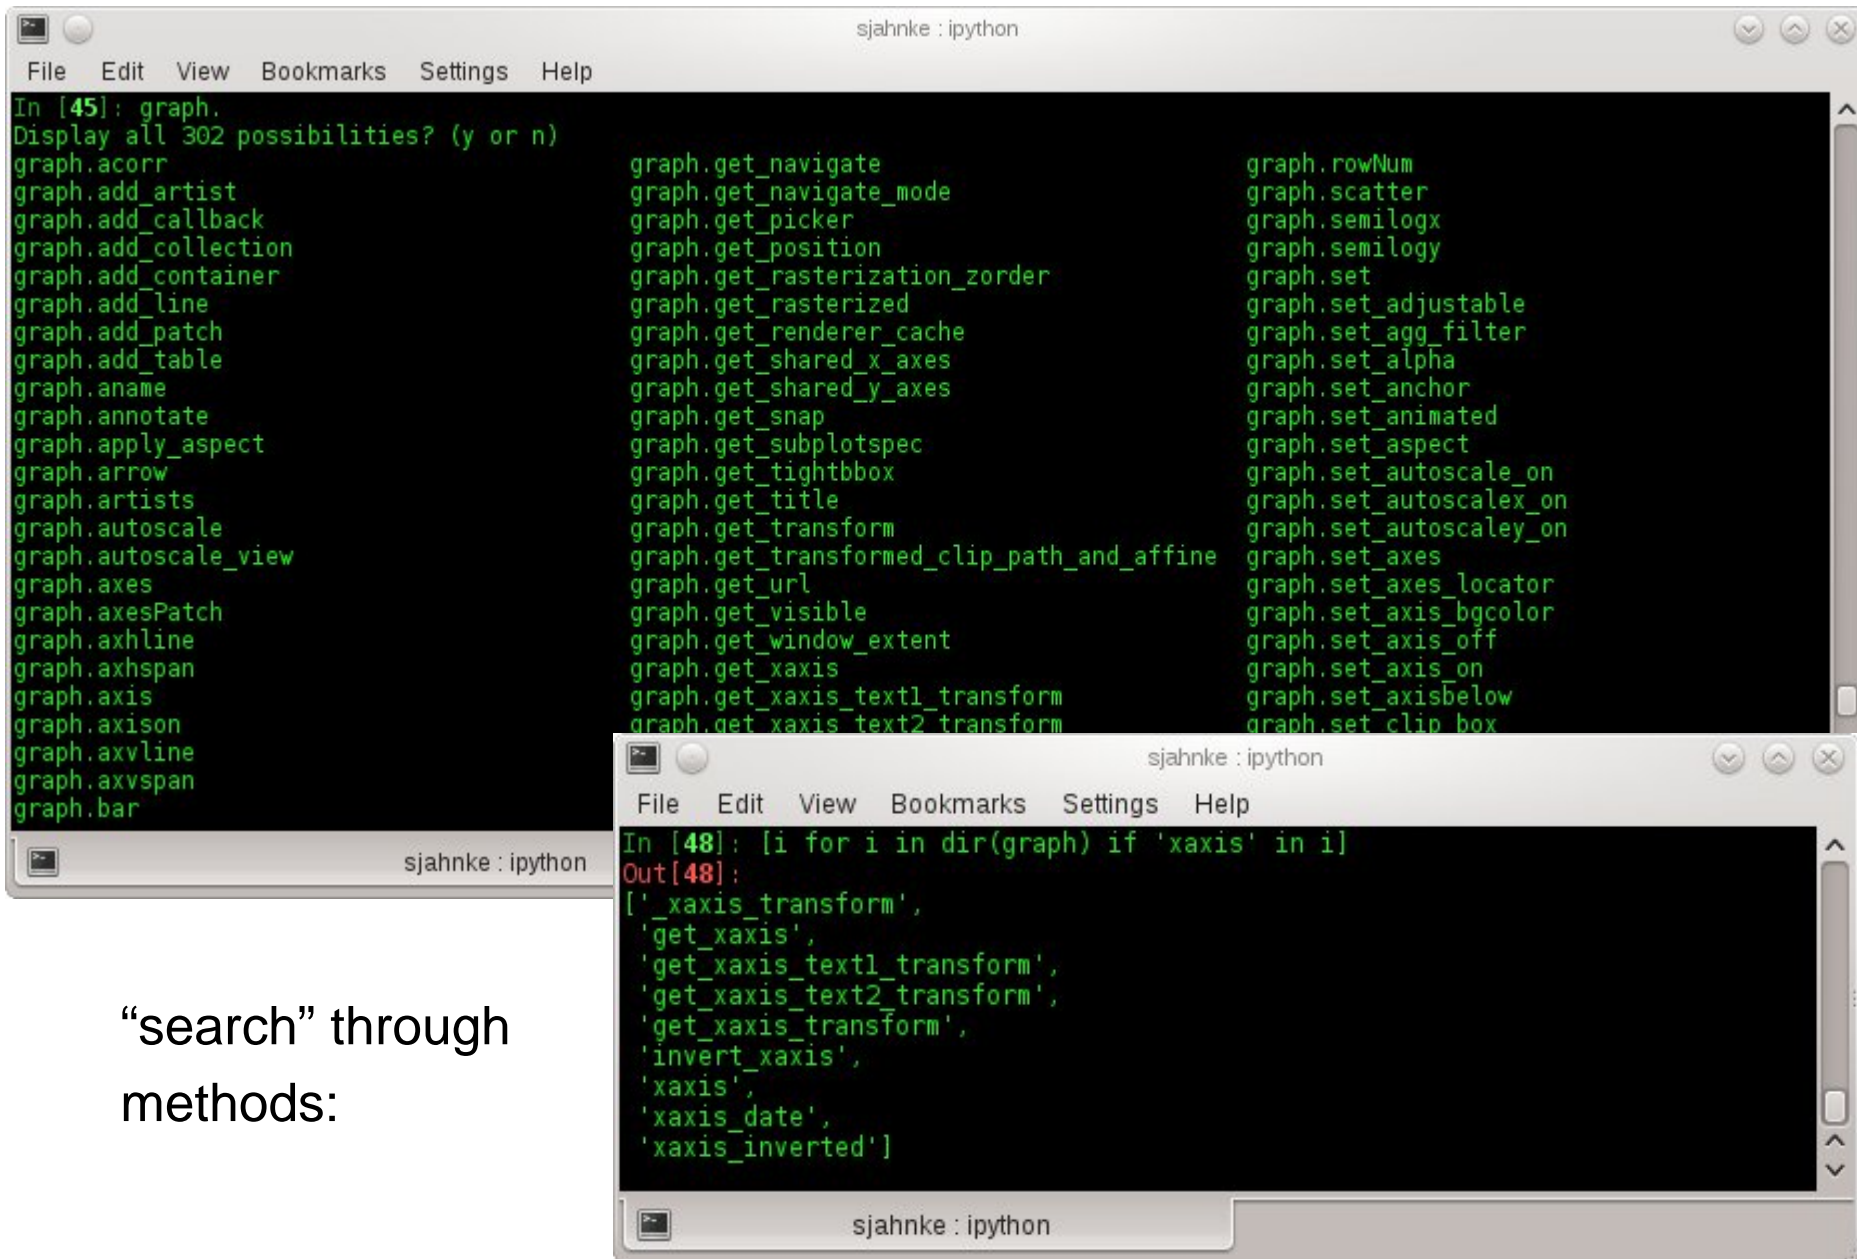 sjahnke : ipython
File Edit View Bookmarks Settings Help
In [45]: graph.
Display all 302 possibilities? (y or n)
graph.acorr graph.get_navigate graph.rowNum
graph.add_artist graph.get_navigate_mode graph.scatter
graph.add_callback graph.get_picker graph.semilogx
graph.add_collection graph.get_position graph.semilogy
graph.add_container graph.get_rasterization_zorder graph.set
graph.add_line graph.get_rasterized graph.set_adjustable
graph.add_patch graph.get_renderer_cache graph.set_agg_filter
graph.add_table graph.get_shared_x_axes graph.set_alpha
graph.aname graph.get_shared_y_axes graph.set_anchor
graph.annotate graph.get_snap graph.set_animated
graph.apply_aspect graph.get_subplotspec graph.set_aspect
graph.arrow graph.get_tightbbox graph.set_autoscale_on
graph.artists graph.get_title graph.set_autoscalex_on
graph.autoscale graph.get_transform graph.set_autoscaley_on
graph.autoscale_view graph.get_transformed_clip_path_and_affine graph.set_axes
graph.axes graph.get_url graph.set_axes_locator
graph.axesPatch graph.get_visible graph.set_axis_bgcolor
graph.axhline graph.get_window_extent graph.set_axis_off
graph.axhspan graph.get_xaxis graph.set_axis_on
graph.axis graph.get_xaxis_text1_transform graph.set_axisbelow
graph.axison graph.get_xaxis_text2_transform graph.set_clip_box
graph.axvline
graph.axvspan
graph.bar
sjahnke : ipython
sjahnke : ipython
File Edit View Bookmarks Settings Help
In [48]: [i for i in dir(graph) if 'xaxis' in i]
Out[48]:
['_xaxis_transform',
'get_xaxis',
'get_xaxis_text1_transform',
'get_xaxis_text2_transform',
'get_xaxis_transform',
'invert_xaxis',
'xaxis',
'xaxis_date',
'xaxis_inverted']
sjahnke : ipython
“search” through
methods: